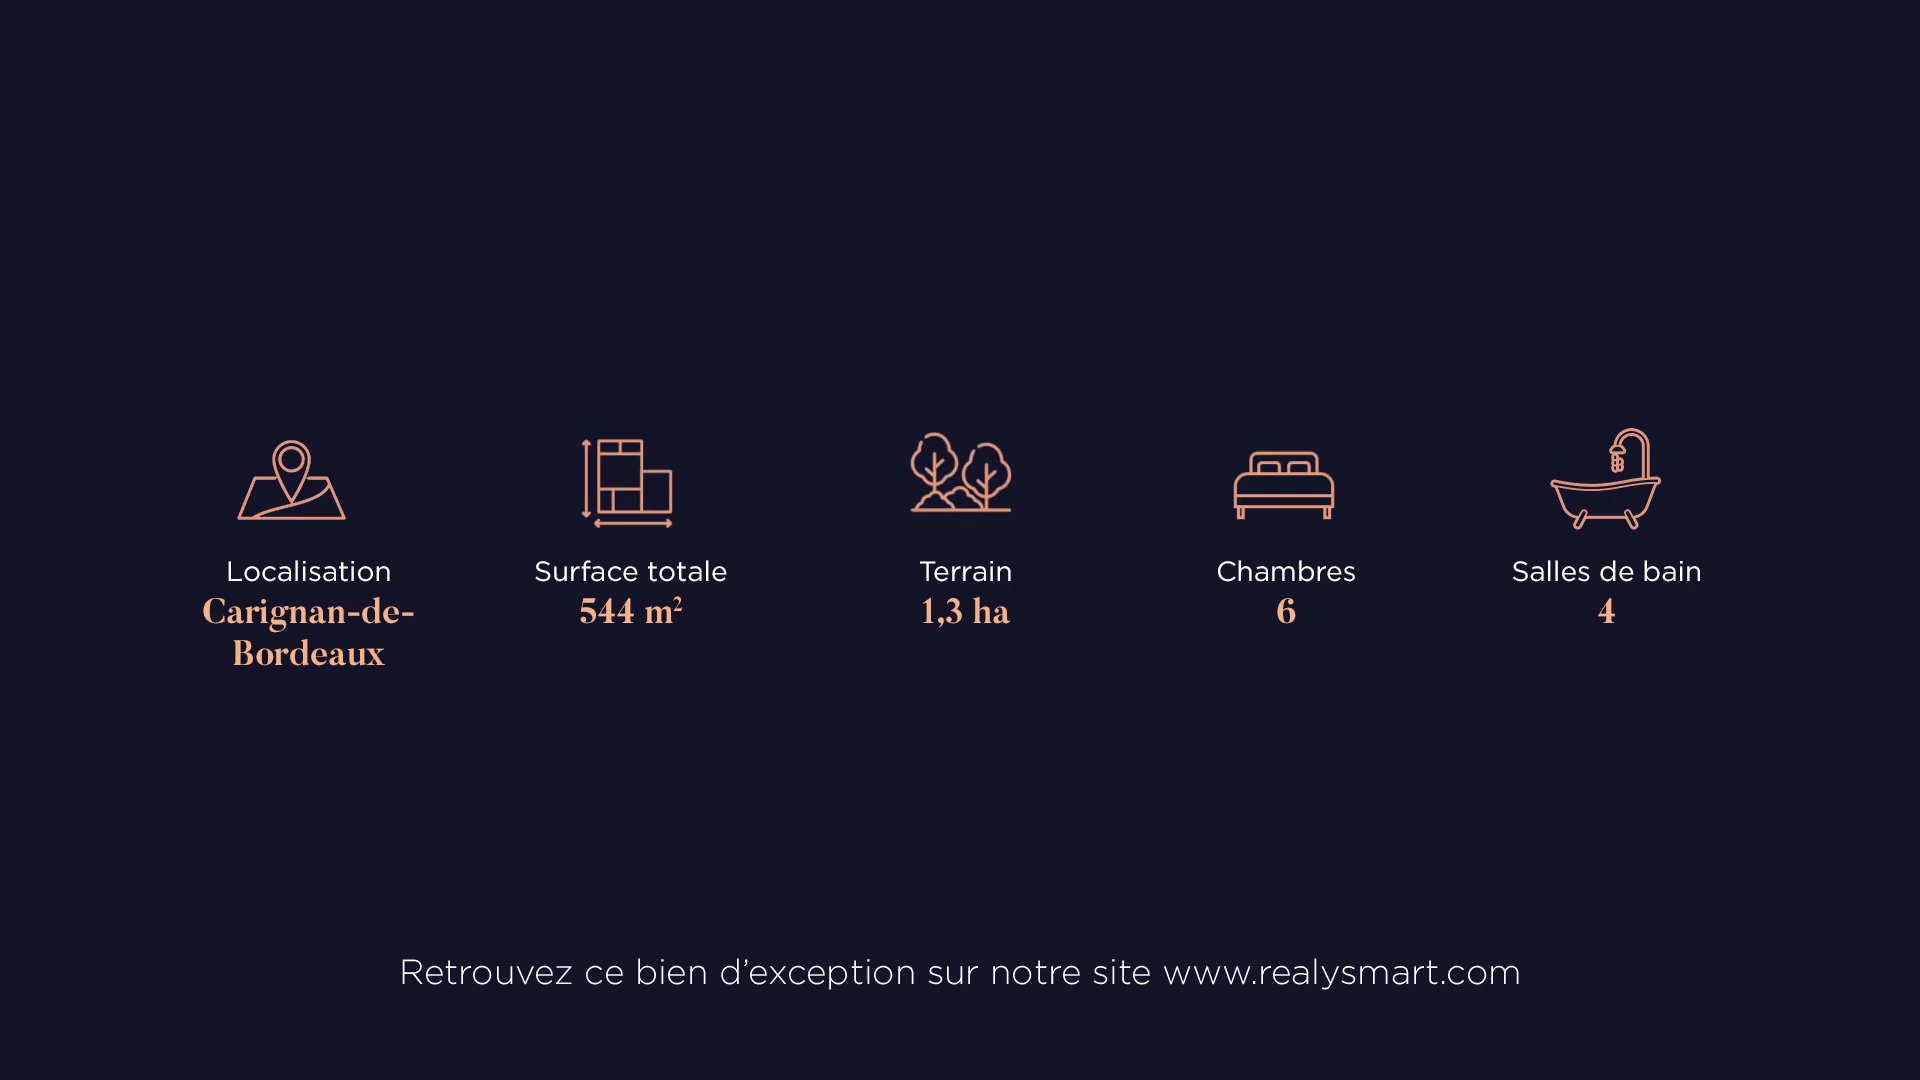 Localisation
Carignan-de-
Bordeaux
Surface totale
544 m²
Terrain
1,3 ha
Chambres
6
Salles de bain
4
Retrouvez ce bien d’exception sur notre site www.realysmart.com